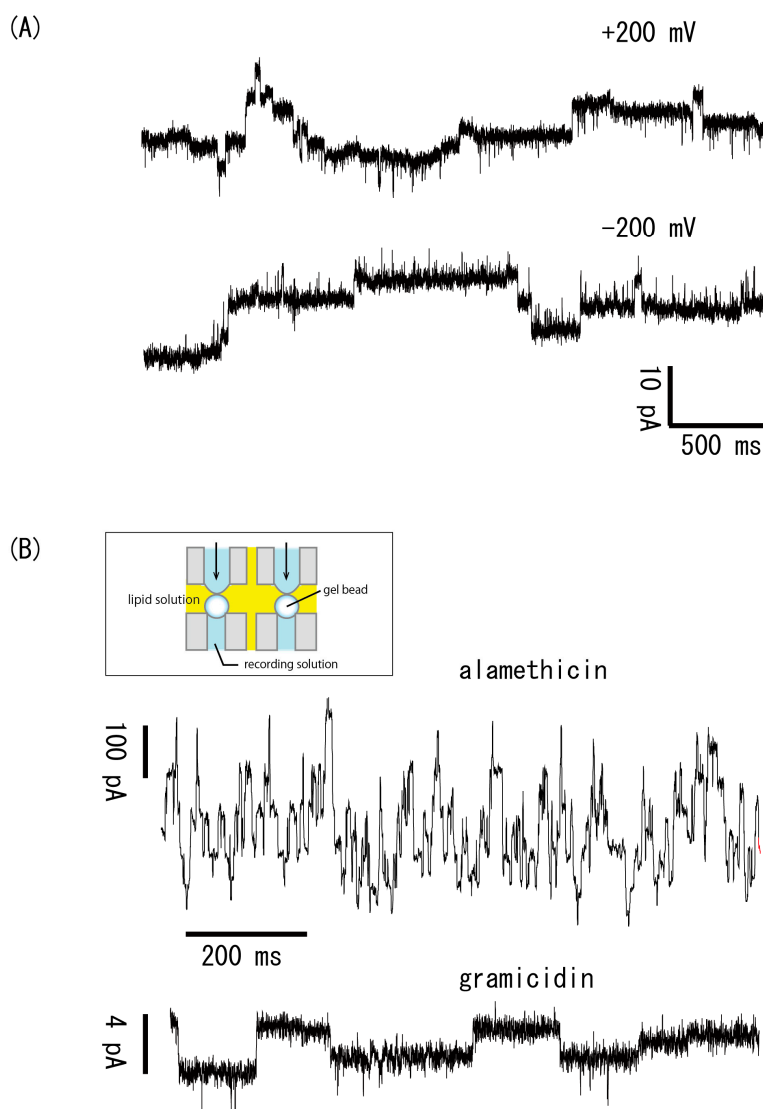 (A)
+200 mV
-200 mV
10 pA
500 ms
(B)
lipid solution
gel bead
recording solution
alamethicin
100 pA
200 ms
gramicidin
4 pA